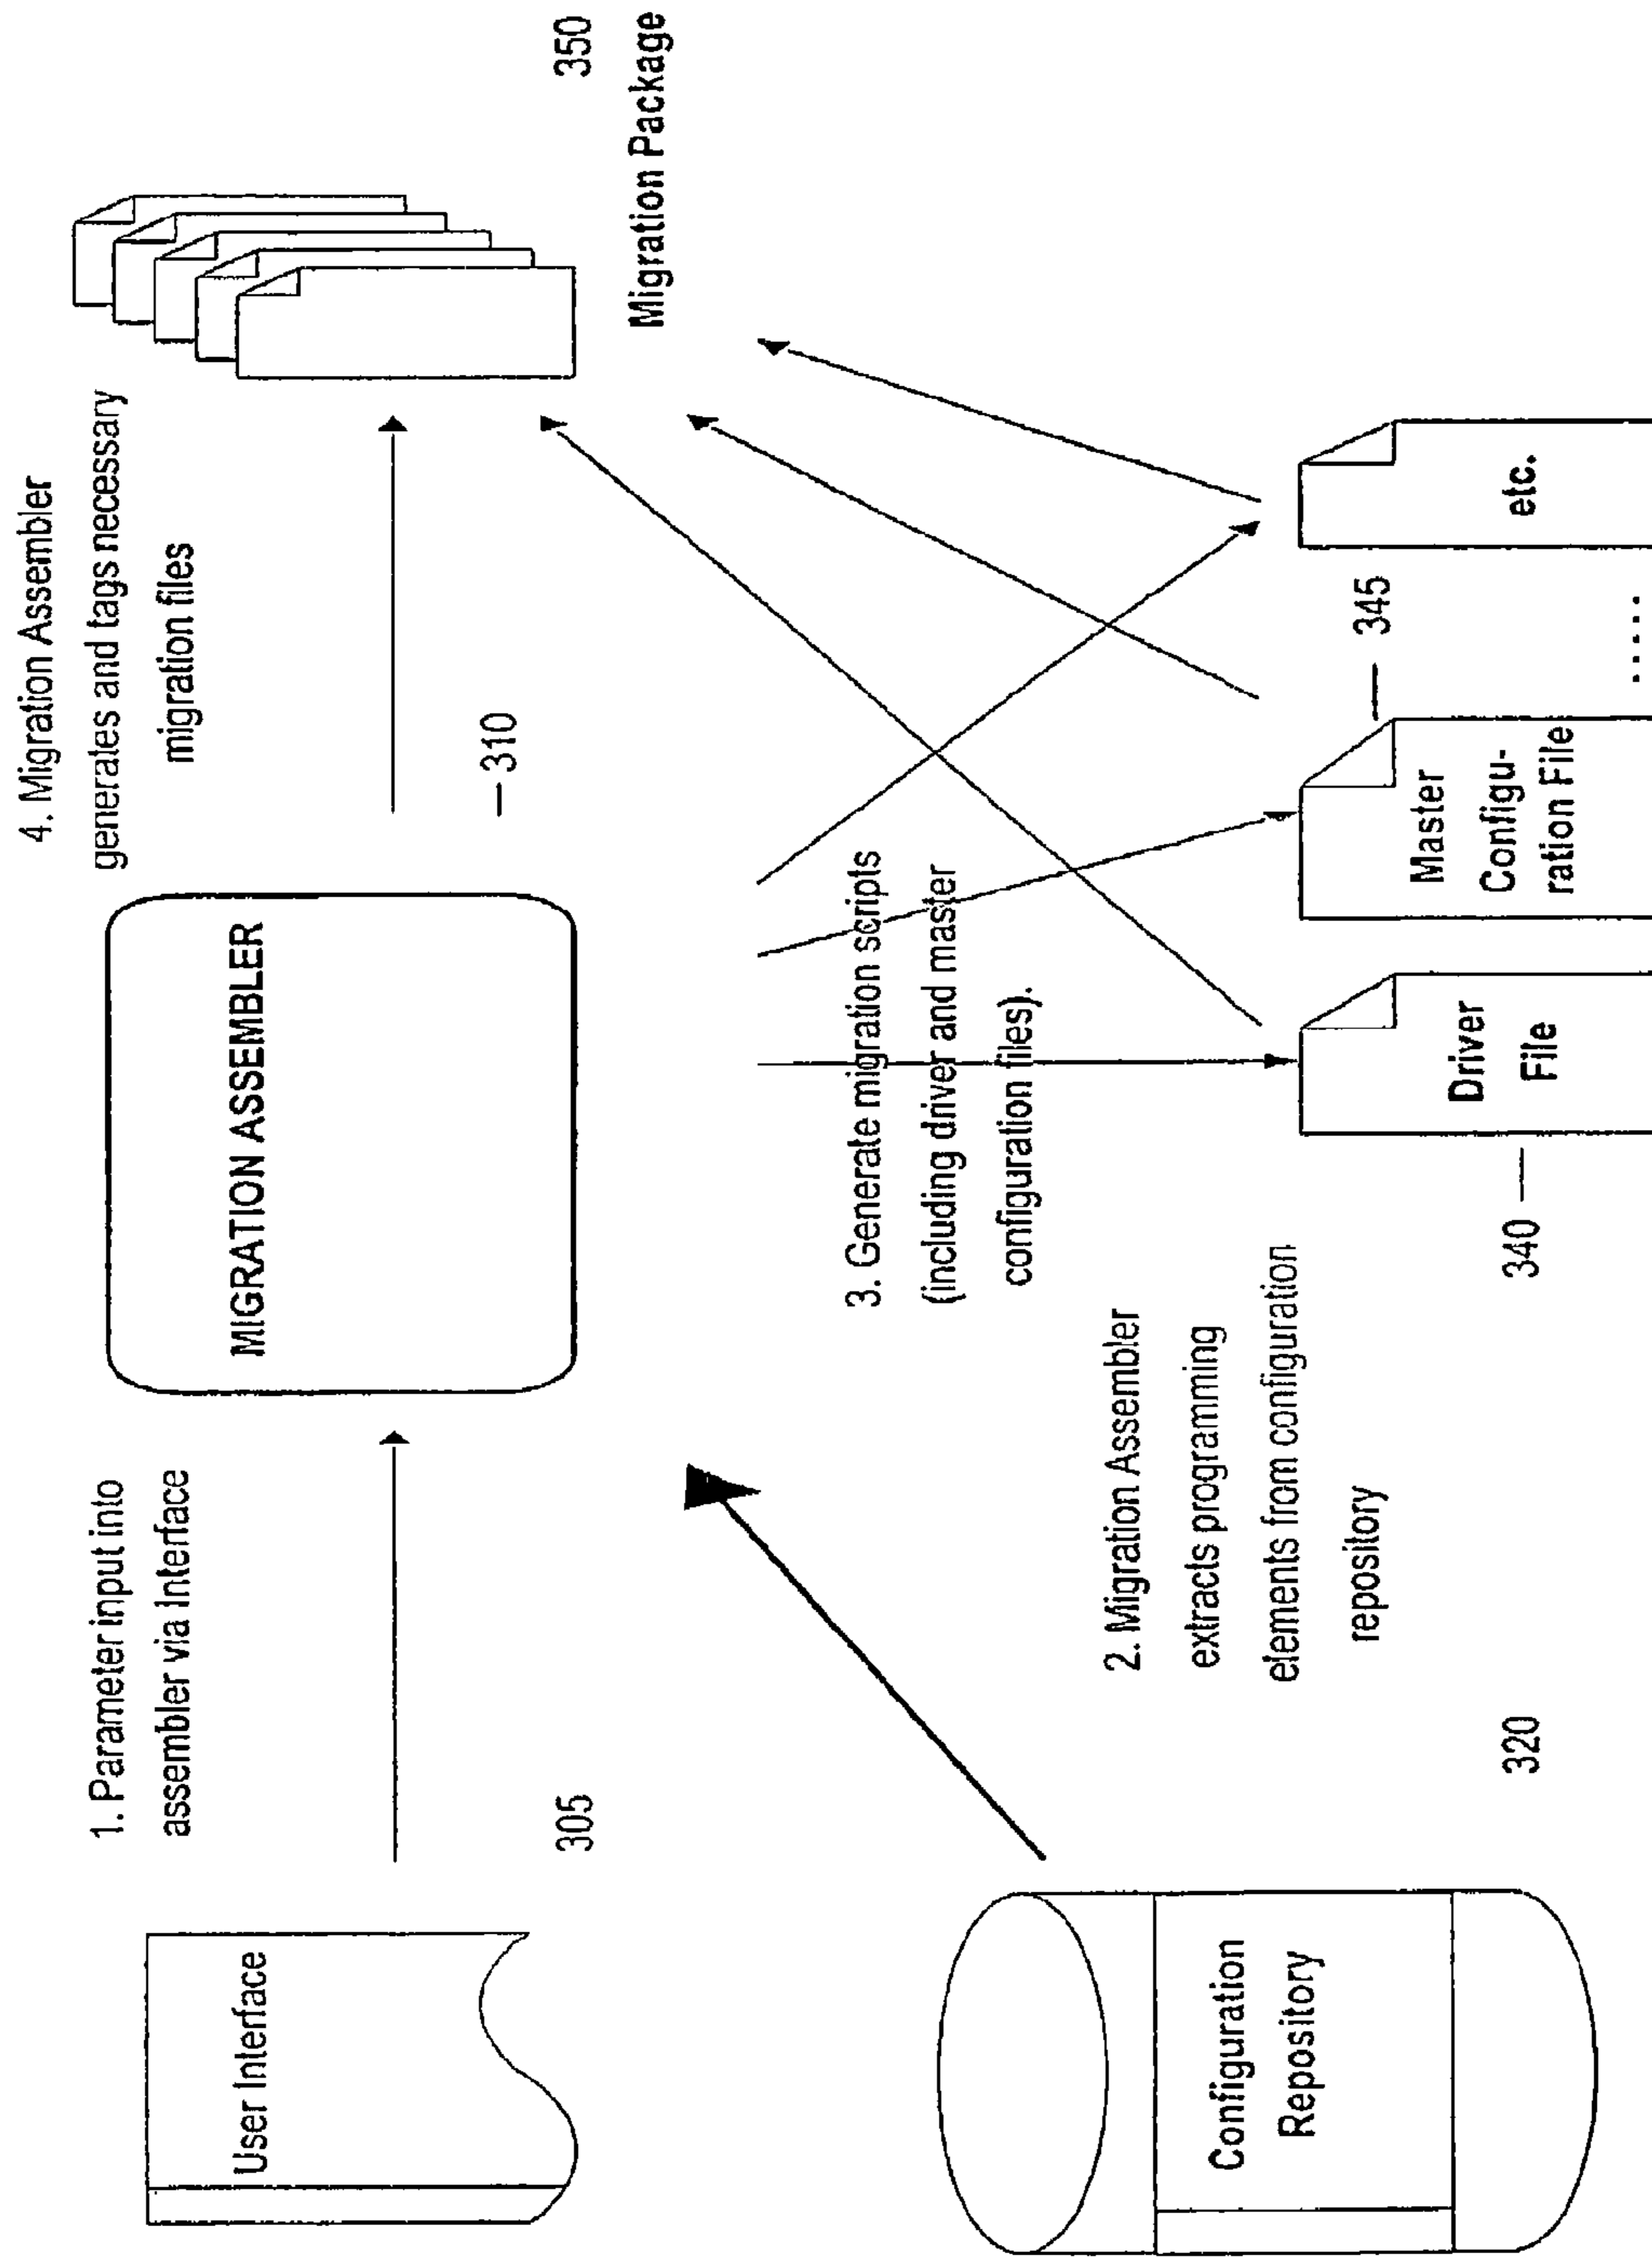 1. Parameter input into
assembler via Interface
4. Migration Assembler
generates and tags necessary
migration files
User Interface
MIGRATION ASSEMBLER
305
310
350
Migration Package
3. Generate migration scripts
(including driver and master
configuration files).
2. Migration Assembler
extracts programming
elements from configuration
repository
Configuration
Repository
320
340
Driver
File
Master
Configu-
ration File
345
etc.
.....